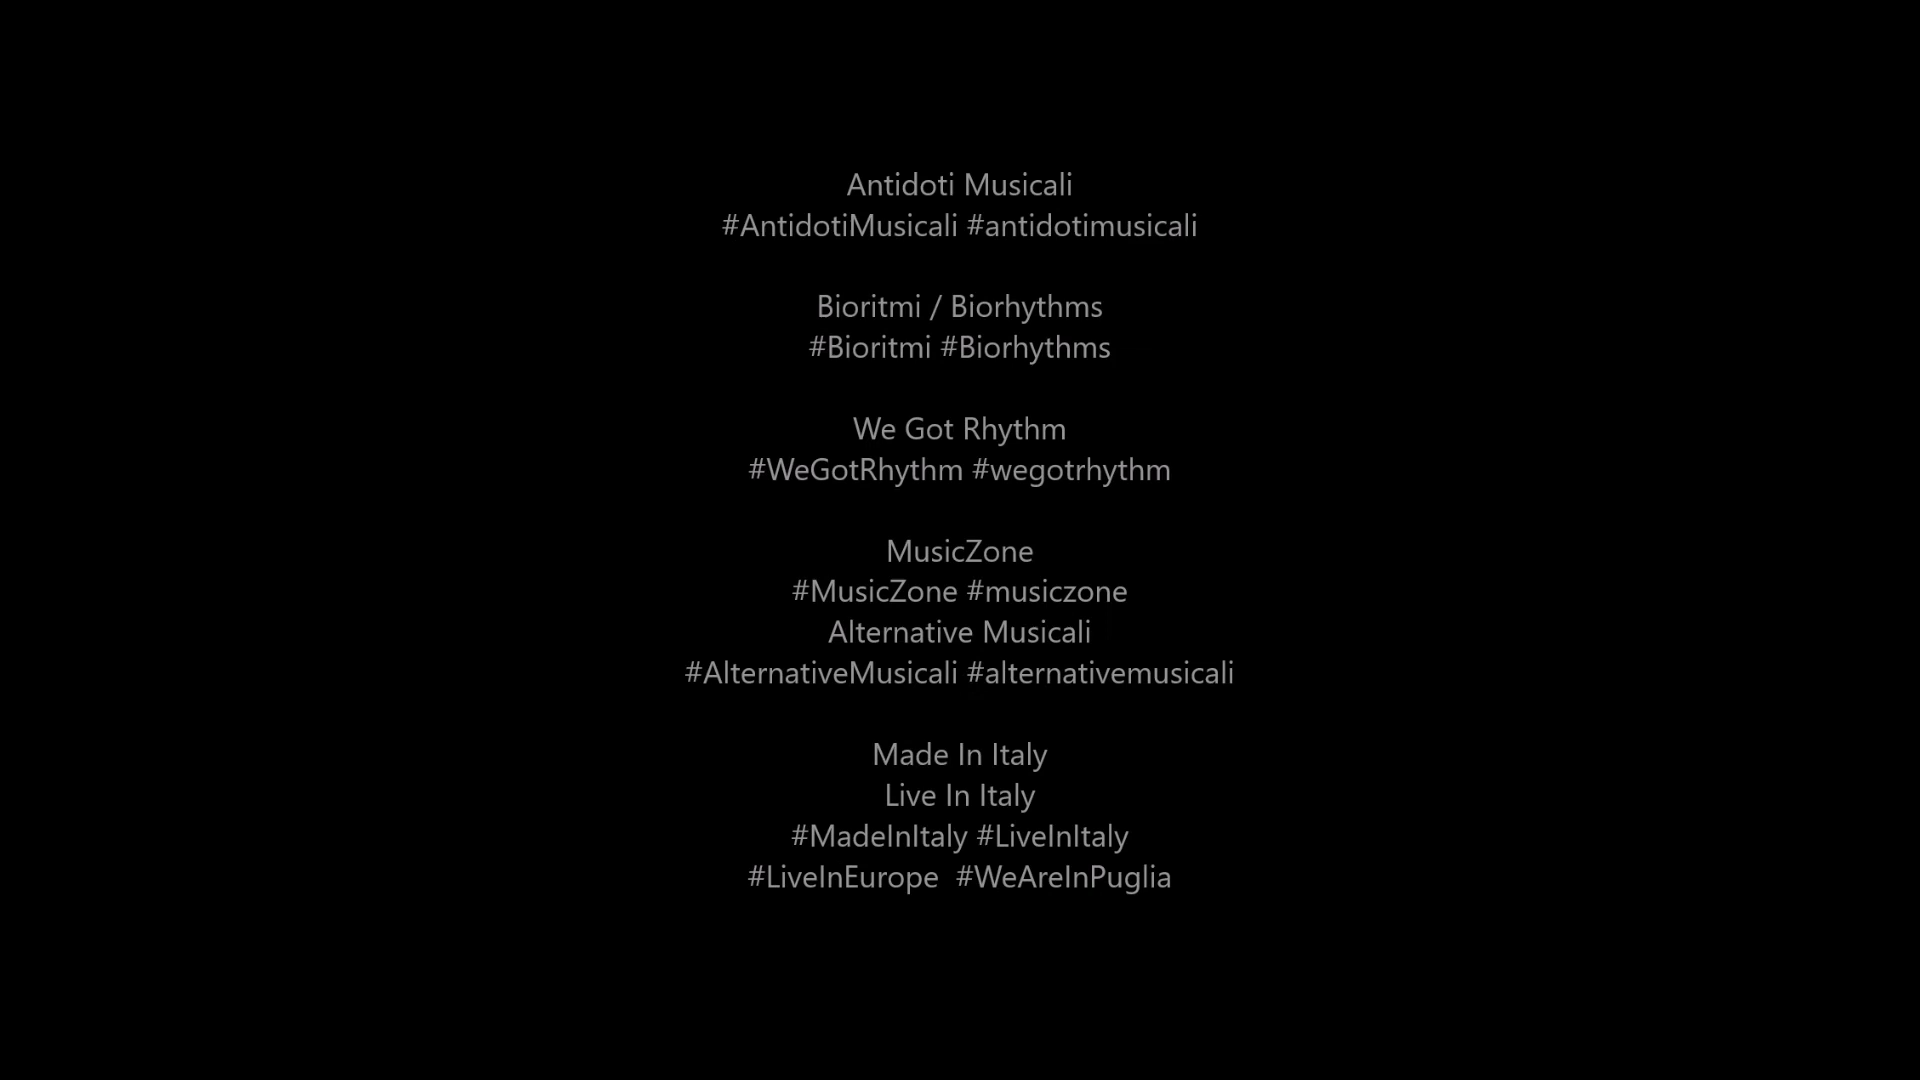 Antidoti Musicali
#AntidotiMusicali #antidotimusicali
Bioritmi / Biorhythms
#Bioritmi #Biorhythms
We Got Rhythm
#WeGotRhythm #wegotrhythm
MusicZone
#MusicZone #musiczone
Alternative Musicali
#AlternativeMusicali #alternativemusicali
Made In Italy
Live In Italy
#MadeInItaly #LiveInItaly
#LiveInEurope  #WeAreInPuglia